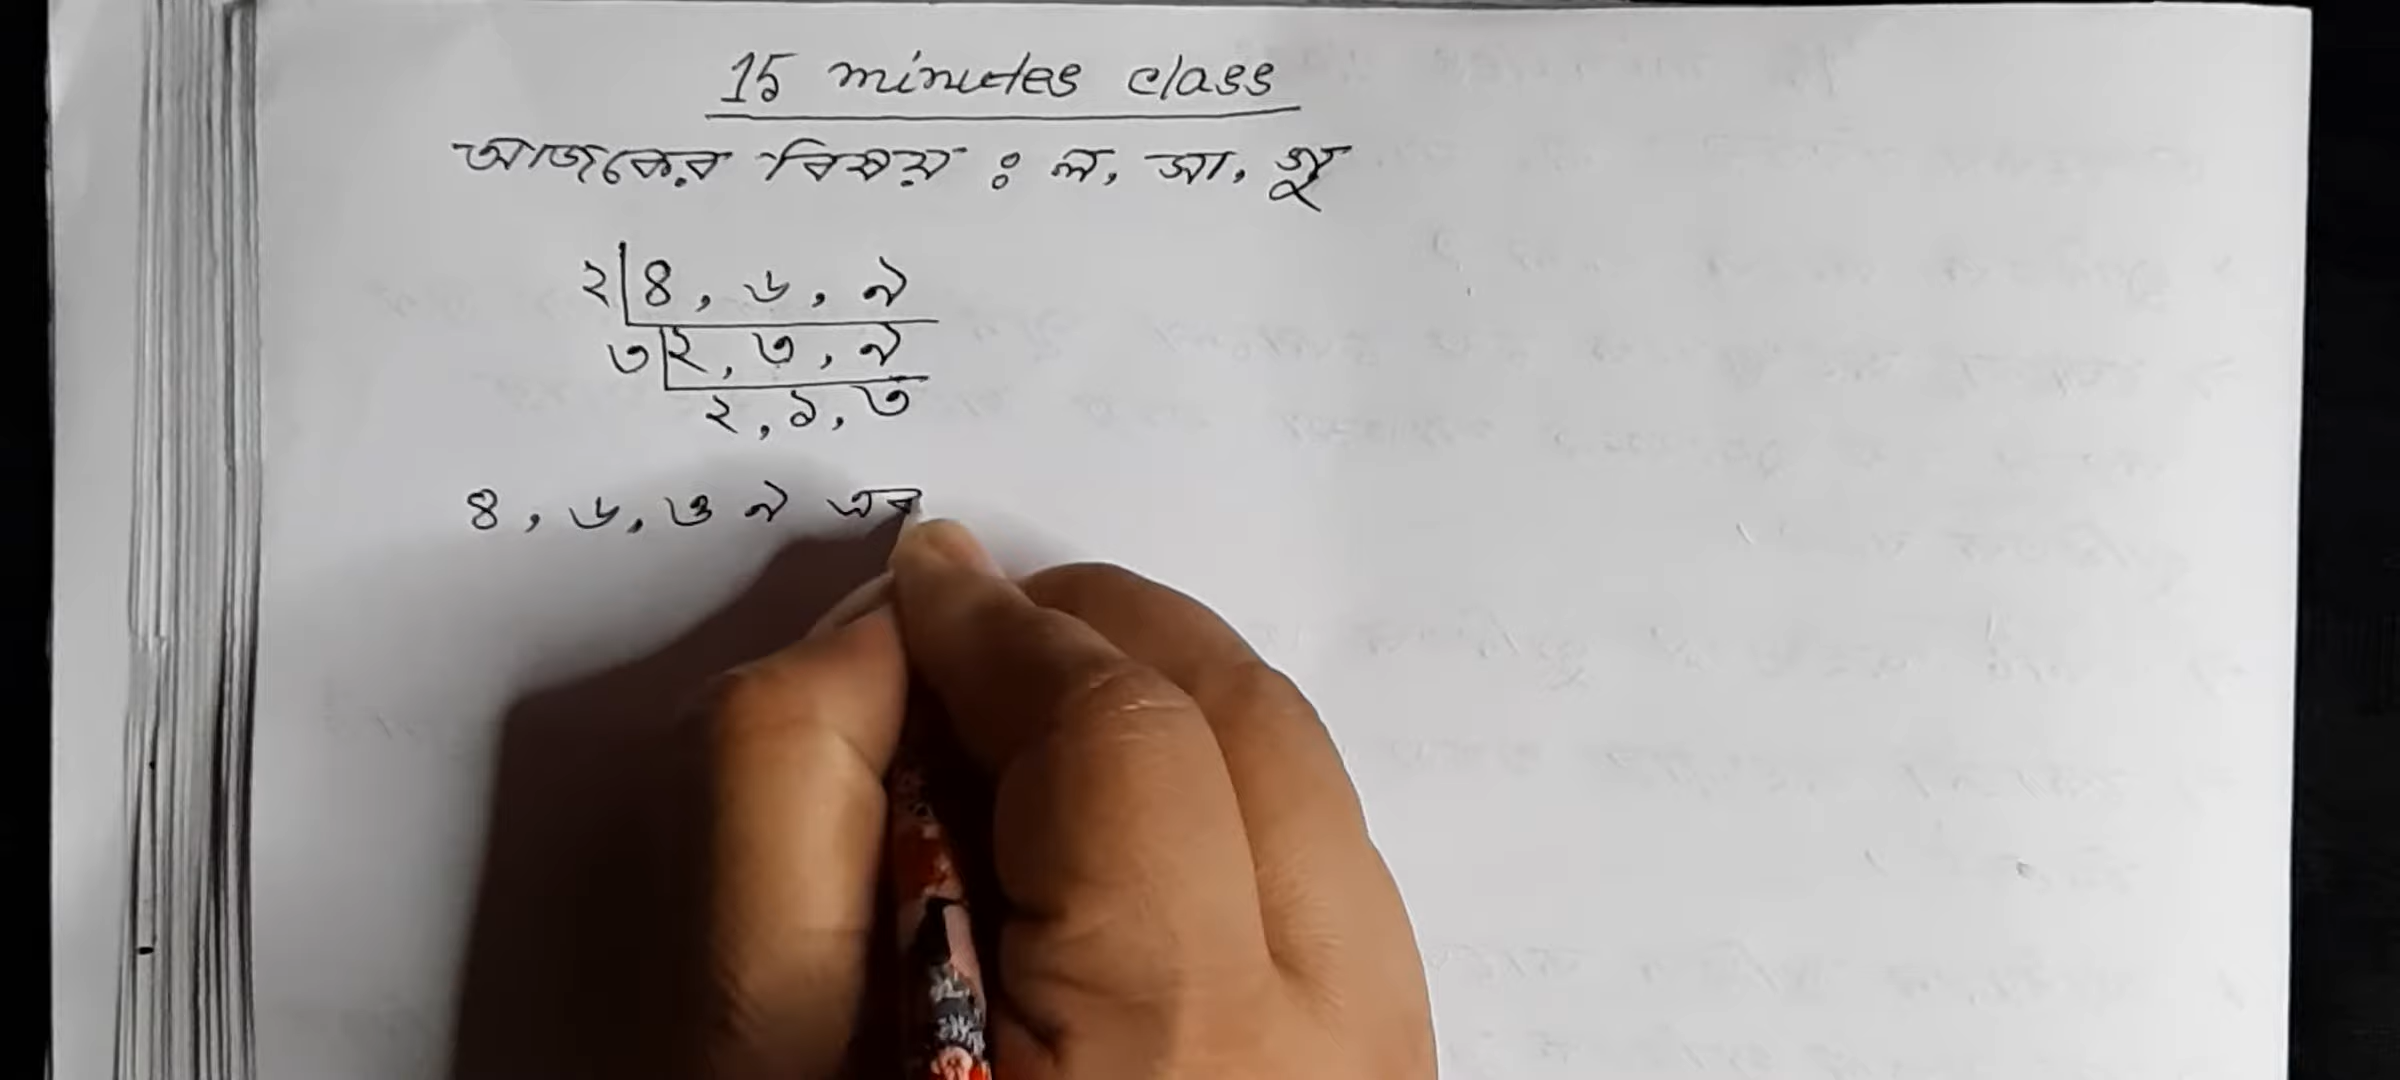 15 minutes class
আজকের বিষয় : ল, সা, গু
২ | ৪, ৬, ৯
৩ | ২, ৩, ৯
২, ১, ৩
৪, ৬, ও ৯ এর